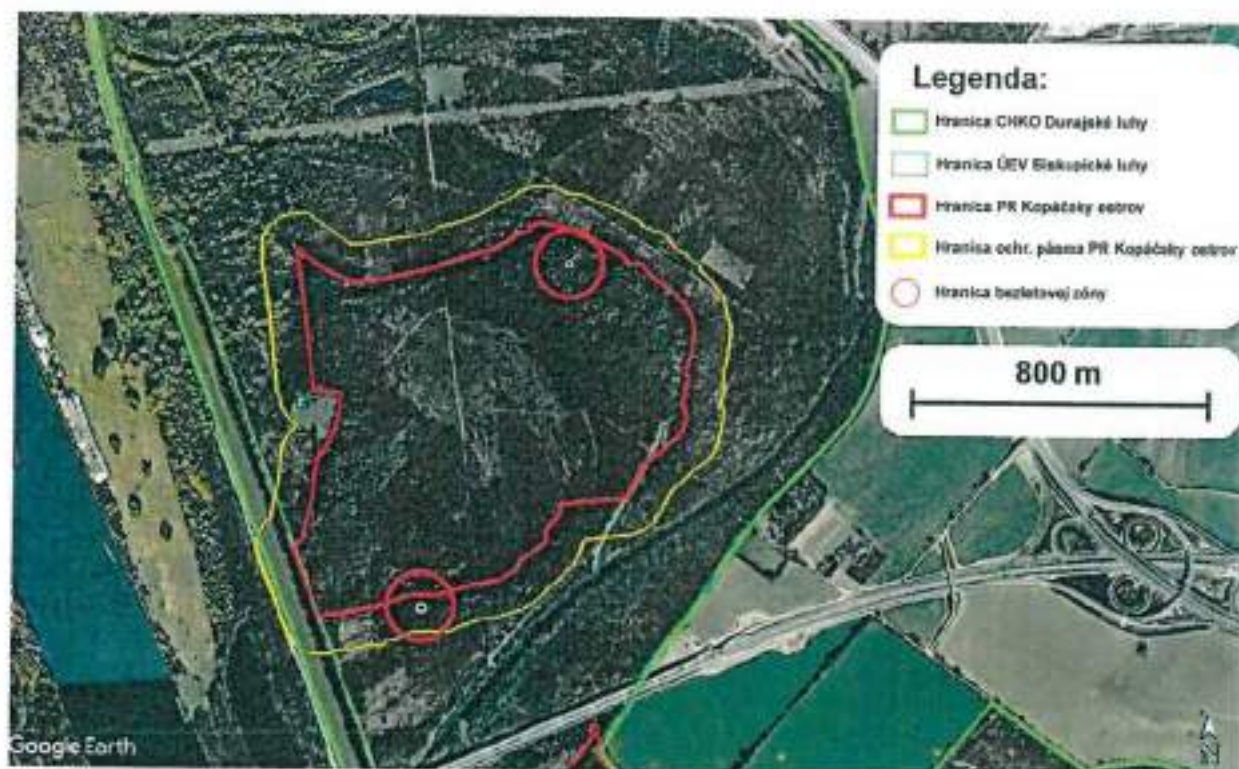 Legenda:
Hranica CHKO Dunajské luhy
Hranica ÚEV Biskupické luhy
Hranica PR Kopáčsky ostrov
Hranica ochr. pásma PR Kopáčsky ostrov
Hranica bezletovej zóny
800 m
Google Earth